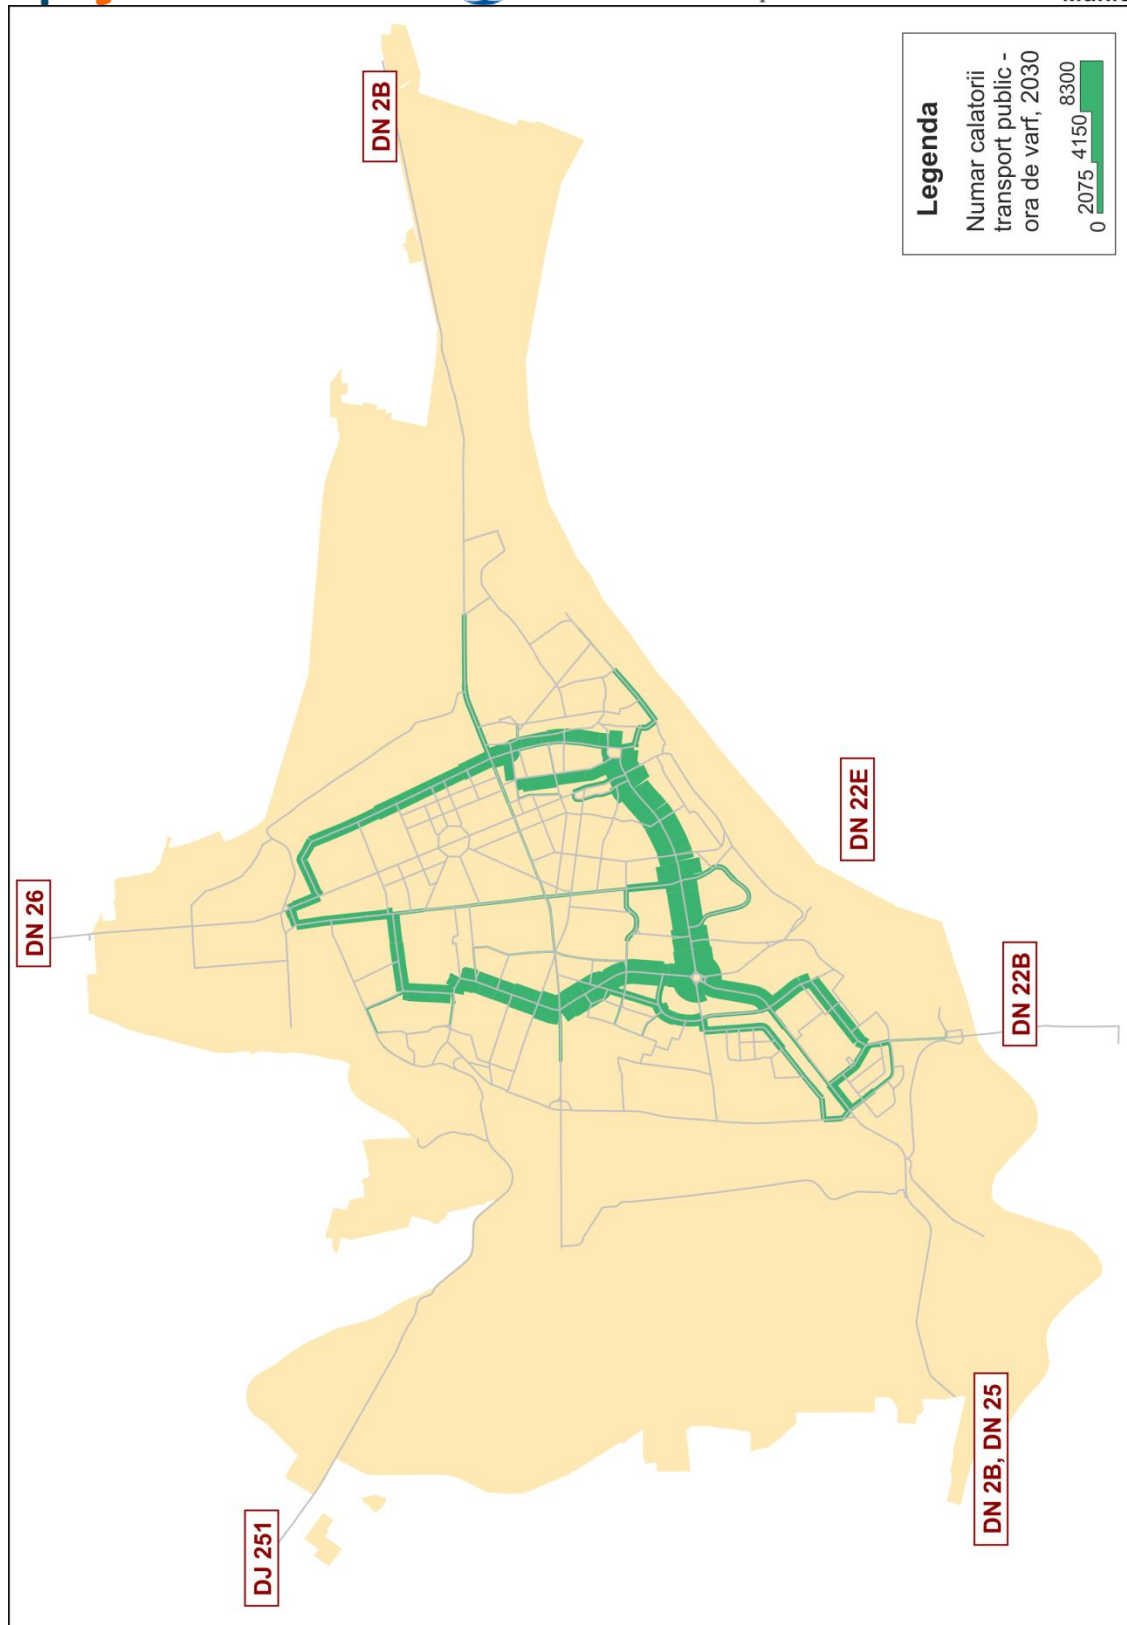 DN 2B
Legenda
Numar calatorii
transport public -
ora de varf, 2030
0 2075 4150 8300
DN 26
DN 22E
DN 22B
DN 2B, DN 25
DJ 251